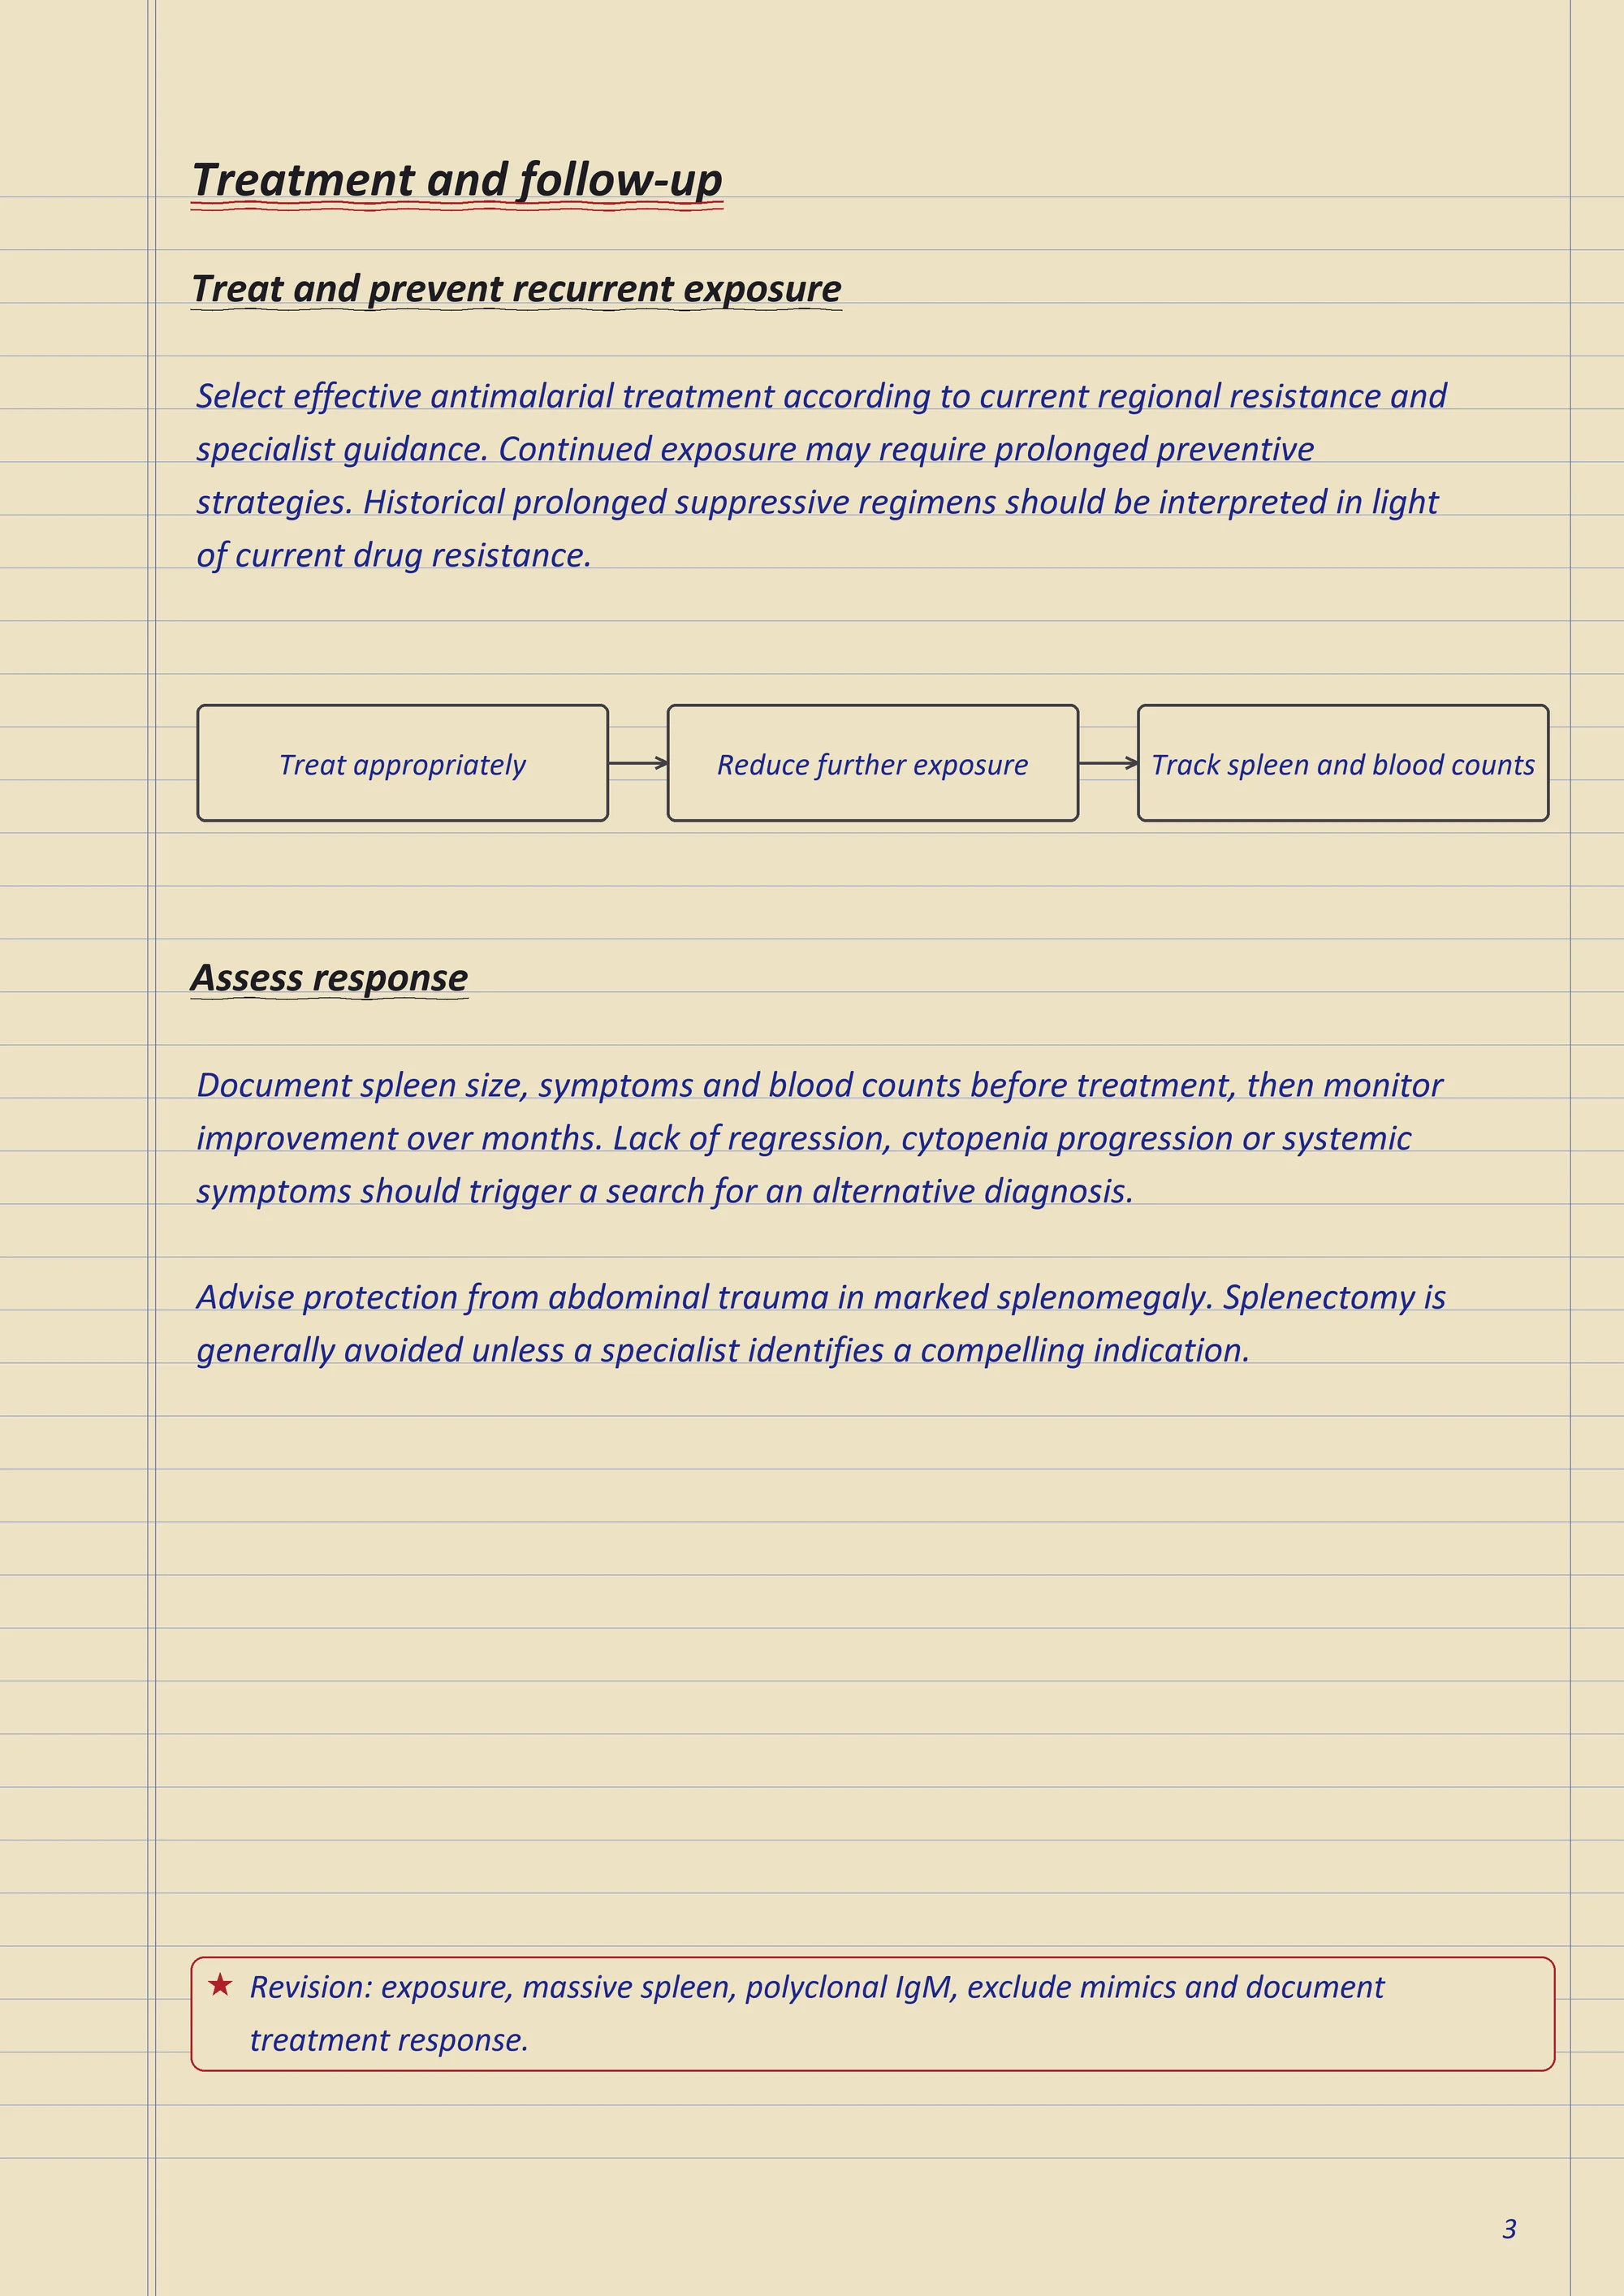 Treatment and follow-up
Treat and prevent recurrent exposure
Select effective antimalarial treatment according to current regional resistance and
specialist guidance. Continued exposure may require prolonged preventive
strategies. Historical prolonged suppressive regimens should be interpreted in light
of current drug resistance.
Treat appropriately
Reduce further exposure
Track spleen and blood counts
Assess response
Document spleen size, symptoms and blood counts before treatment, then monitor
improvement over months. Lack of regression, cytopenia progression or systemic
symptoms should trigger a search for an alternative diagnosis.
Advise protection from abdominal trauma in marked splenomegaly. Splenectomy is
generally avoided unless a specialist identifies a compelling indication.
★ Revision: exposure, massive spleen, polyclonal IgM, exclude mimics and document
treatment response.
3